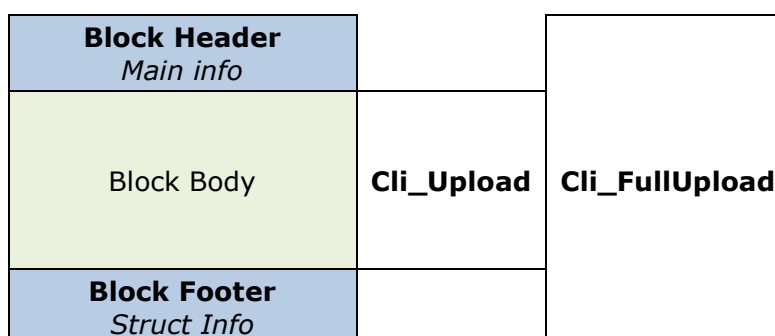 Block Header
Main info
Block Body
Cli_Upload
Cli_FullUpload
Block Footer
Struct Info